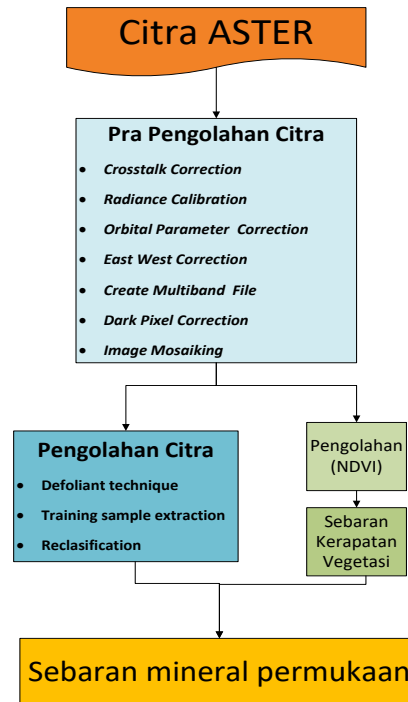 Citra ASTER
Pra Pengolahan Citra
• Crosstalk Correction
• Radiance Calibration
• Orbital Parameter Correction
• East West Correction
• Create Multiband File
• Dark Pixel Correction
• Image Mosaiking
Pengolahan Citra
• Defoliant technique
• Training sample extraction
• Reclasification
Pengolahan
(NDVI)
Sebaran
Kerapatan
Vegetasi
Sebaran mineral permukaan